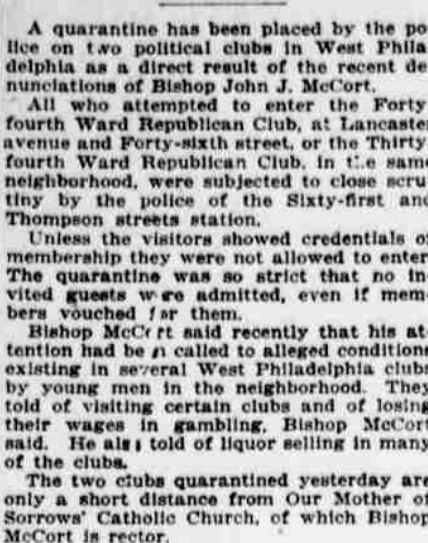 A quarantine has been placed by the po
lice on two political clubs in West Phila
delphia as a direct result of the recent de
nunciations of Bishop John J. McCort.
All who attempted to enter the Forty
fourth Ward Republican Club, at Lancaster
avenue and Forty-sixth street, or the Thirty
fourth Ward Republican Club, in the same
neighborhood, were subjected to close scru
tiny by the police of the Sixty-first and
Thompson streets station.
Unless the visitors showed credentials of
membership they were not allowed to enter
The quarantine was so strict that no in
vited guests were admitted, even if mem
bers vouched for them.
Bishop McCort said recently that his at
tention had been called to alleged conditions
existing in several West Philadelphia clubs
by young men in the neighborhood. They
told of visiting certain clubs and of losing
their wages in gambling, Bishop McCort
said. He also told of liquor selling in many
of the clubs.
The two clubs quarantined yesterday are
only a short distance from Our Mother of
Sorrows' Catholic Church, of which Bishop
McCort is rector.